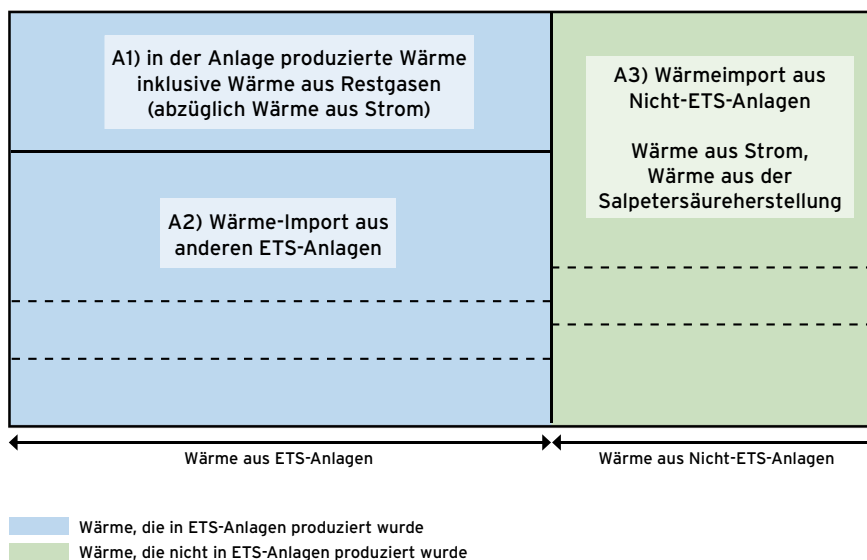 A1) in der Anlage produzierte Wärme
inklusive Wärme aus Restgasen
(abzüglich Wärme aus Strom)
A2) Wärme-Import aus
anderen ETS-Anlagen
A3) Wärmeimport aus
Nicht-ETS-Anlagen
Wärme aus Strom,
Wärme aus der
Salpetersäureherstellung
Wärme aus ETS-Anlagen
Wärme aus Nicht-ETS-Anlagen
Wärme, die in ETS-Anlagen produziert wurde
Wärme, die nicht in ETS-Anlagen produziert wurde